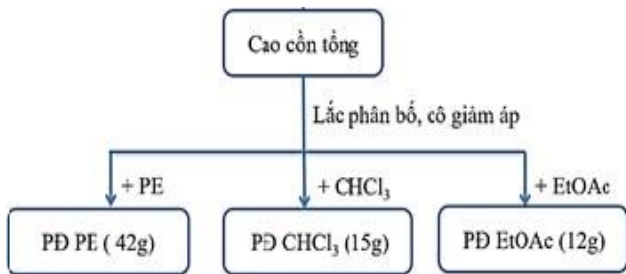 Cao cồn tổng
Lắc phân bố, cô giảm áp
+ PE
+ CHCl₃
+ EtOAc
PĐ PE ( 42g)
PĐ CHCl₃ (15g)
PĐ EtOAc (12g)